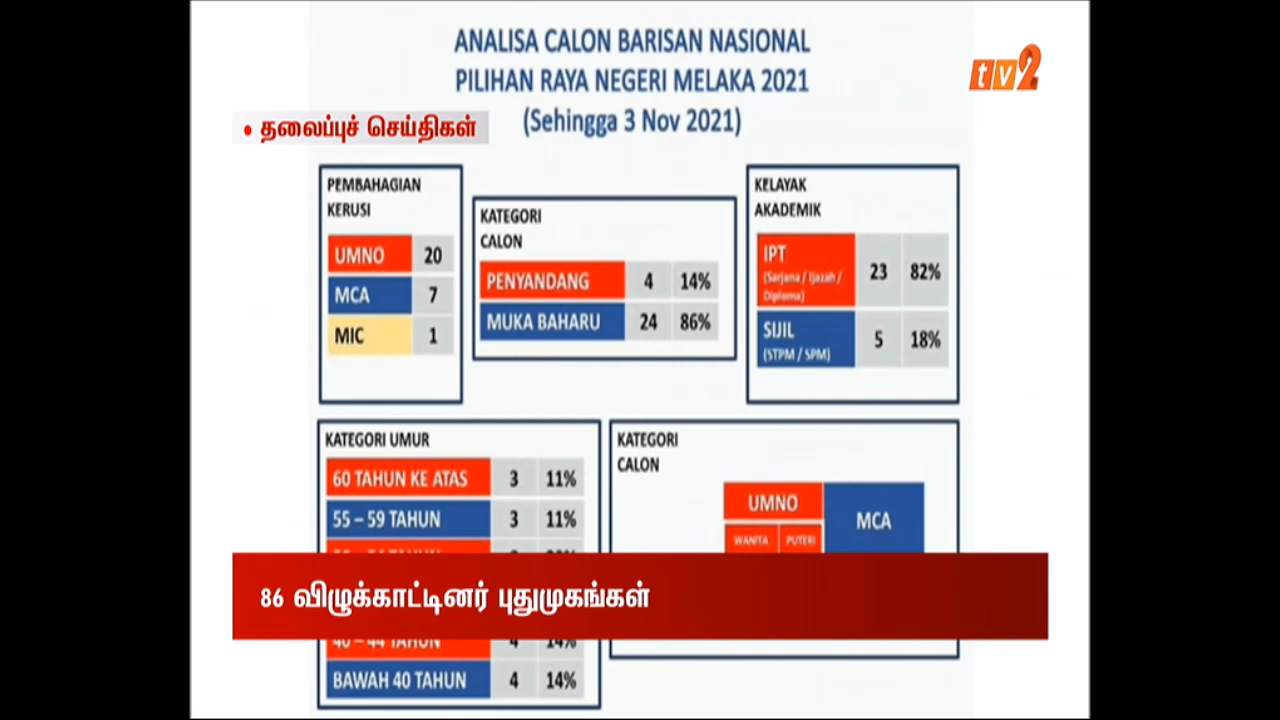 ANALISA CALON BARISAN NASIONAL
PILIHAN RAYA NEGERI MELAKA 2021
(Sehingga 3 Nov 2021)
tv2
• தலைப்புச் செய்திகள்
PEMBAHAGIAN
KERUSI
UMNO 20
MCA 7
MIC 1
KATEGORI
CALON
PENYANDANG 4 14%
MUKA BAHARU 24 86%
KELAYAK
AKADEMIK
IPT 23 82%
(Sarjana / Ijazah /
Diploma)
SIJIL 5 18%
(STPM / SPM)
KATEGORI UMUR
60 TAHUN KE ATAS 3 11%
55 – 59 TAHUN 3 11%
40 – 44 TAHUN 4 14%
BAWAH 40 TAHUN 4 14%
KATEGORI
CALON
UMNO MCA
WANITA PUTERI
86 விழுக்காட்டினர் புதுமுகங்கள்